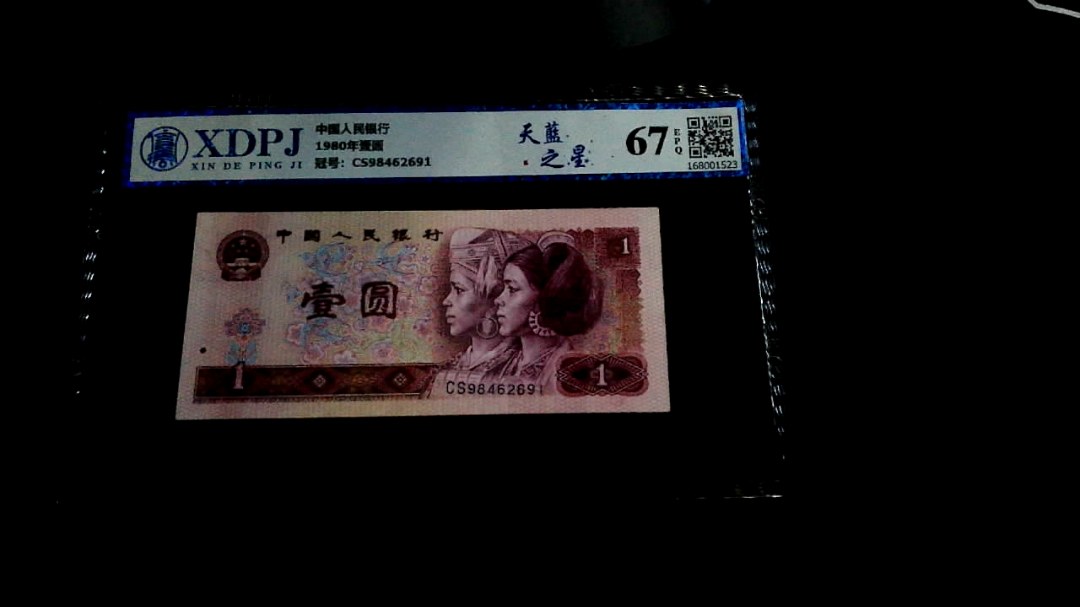 XDPJ
XIN DE PING JI
中國人民銀行
1980年壹圓
冠号：CS98462691
天藍
之星
67
EPQ
168001523
中国人民银行
1
壹圆
1
CS98462691
1